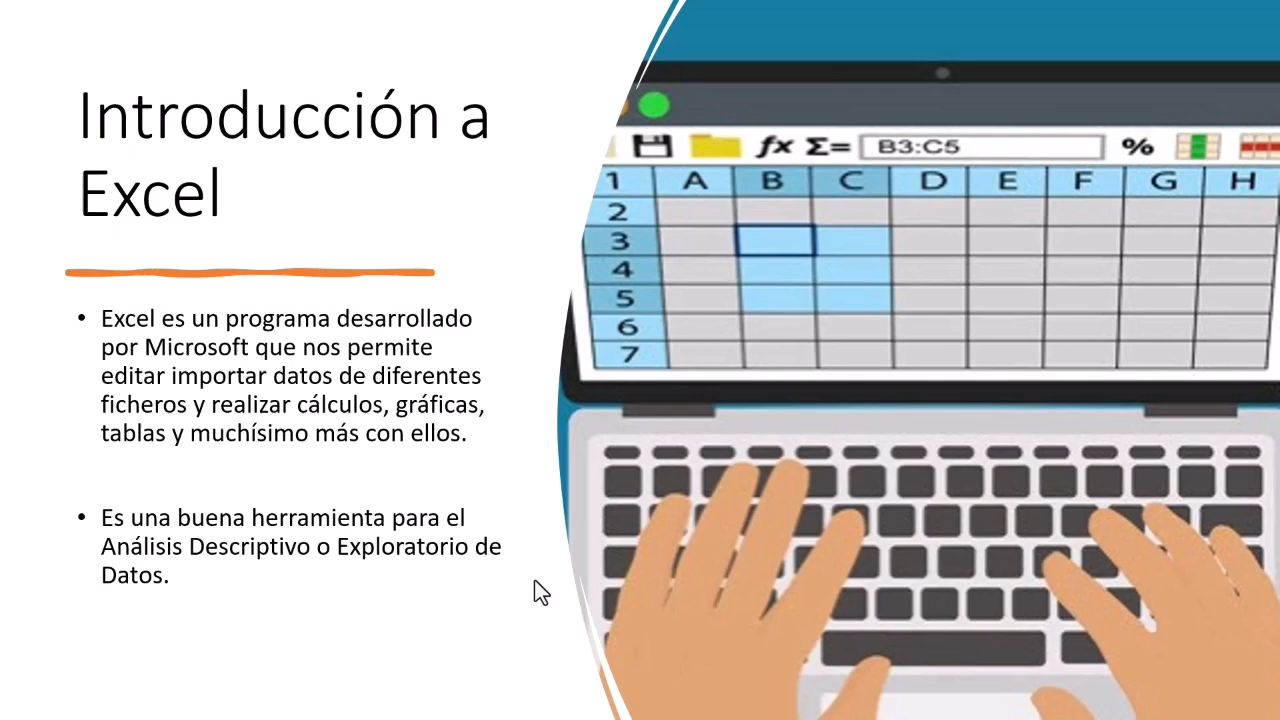 Introducción a
Excel
• Excel es un programa desarrollado
por Microsoft que nos permite
editar importar datos de diferentes
ficheros y realizar cálculos, gráficas,
tablas y muchísimo más con ellos.
• Es una buena herramienta para el
Análisis Descriptivo o Exploratorio de
Datos.
fx Σ= B3:C5 %
1 A B C D E F G H
2
3
4
5
6
7